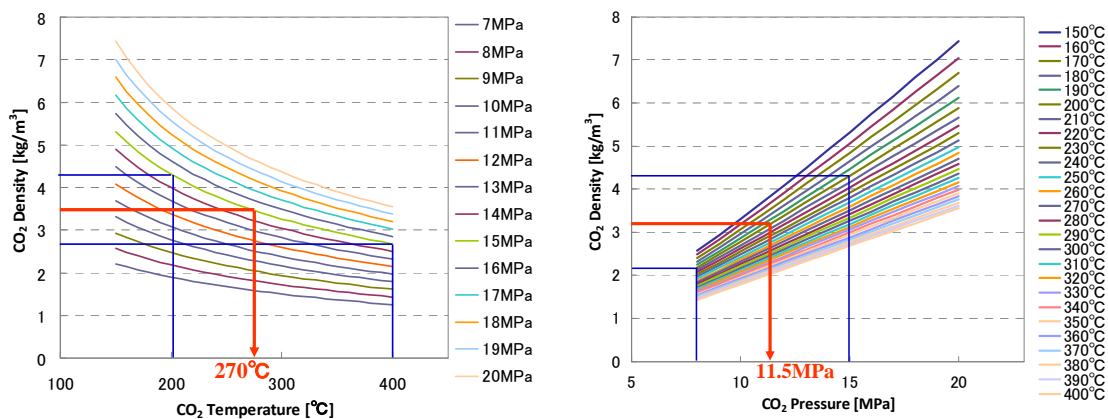 8
7
6
5
4
3
2
1
0
100
200
300
400
CO₂ Density [kg/m³]
CO₂ Temperature [℃]
270℃
7MPa
8MPa
9MPa
10MPa
11MPa
12MPa
13MPa
14MPa
15MPa
16MPa
17MPa
18MPa
19MPa
20MPa
8
7
6
5
4
3
2
1
0
5
10
15
20
CO₂ Density [kg/m³]
CO₂ Pressure [MPa]
11.5MPa
150℃
160℃
170℃
180℃
190℃
200℃
210℃
220℃
230℃
240℃
250℃
260℃
270℃
280℃
290℃
300℃
310℃
320℃
330℃
340℃
350℃
360℃
370℃
380℃
390℃
400℃